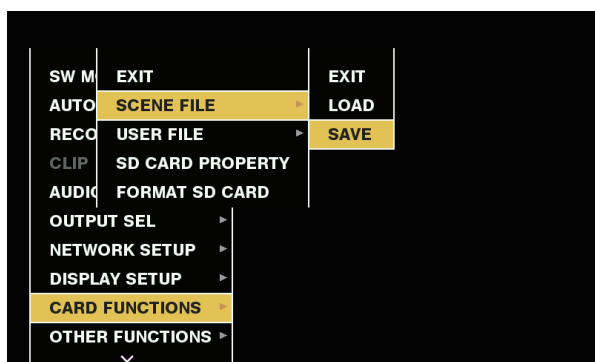 SW M
AUTO
RECO
CLIP
AUDIO
OUTPUT SEL
NETWORK SETUP
DISPLAY SETUP
CARD FUNCTIONS
OTHER FUNCTIONS
EXIT
SCENE FILE
USER FILE
SD CARD PROPERTY
FORMAT SD CARD
EXIT
LOAD
SAVE